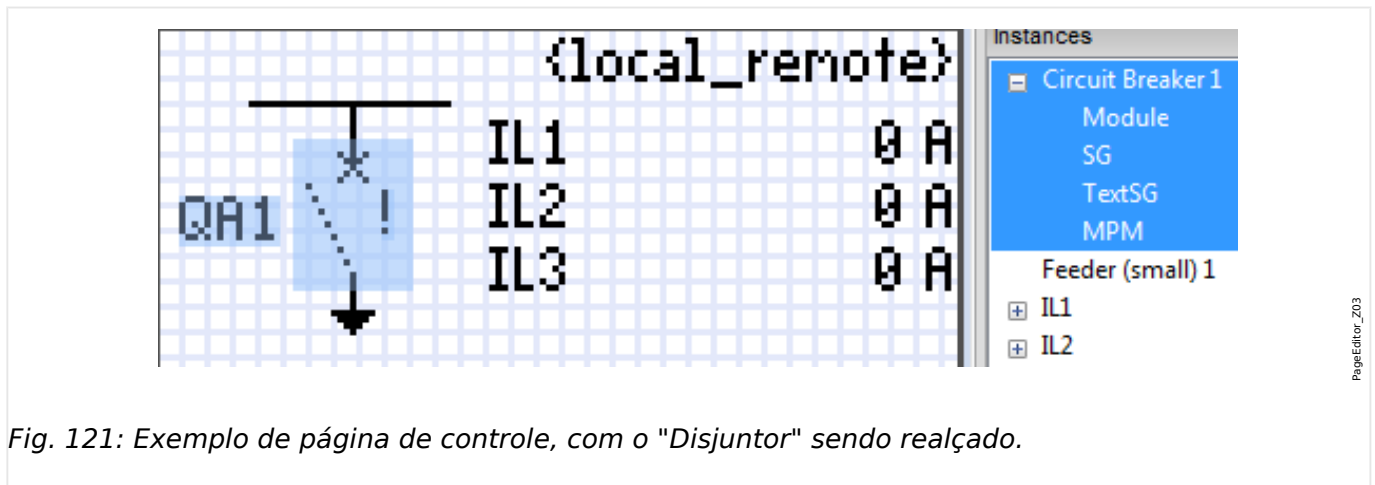 {local_remote}
IL1 0 A
QA1 ! IL2 0 A
IL3 0 A
Instances
Circuit Breaker 1
Module
SG
TextSG
MPM
Feeder (small) 1
IL1
IL2
PageEditor_Z03
Fig. 121: Exemplo de página de controle, com o "Disjuntor" sendo realçado.